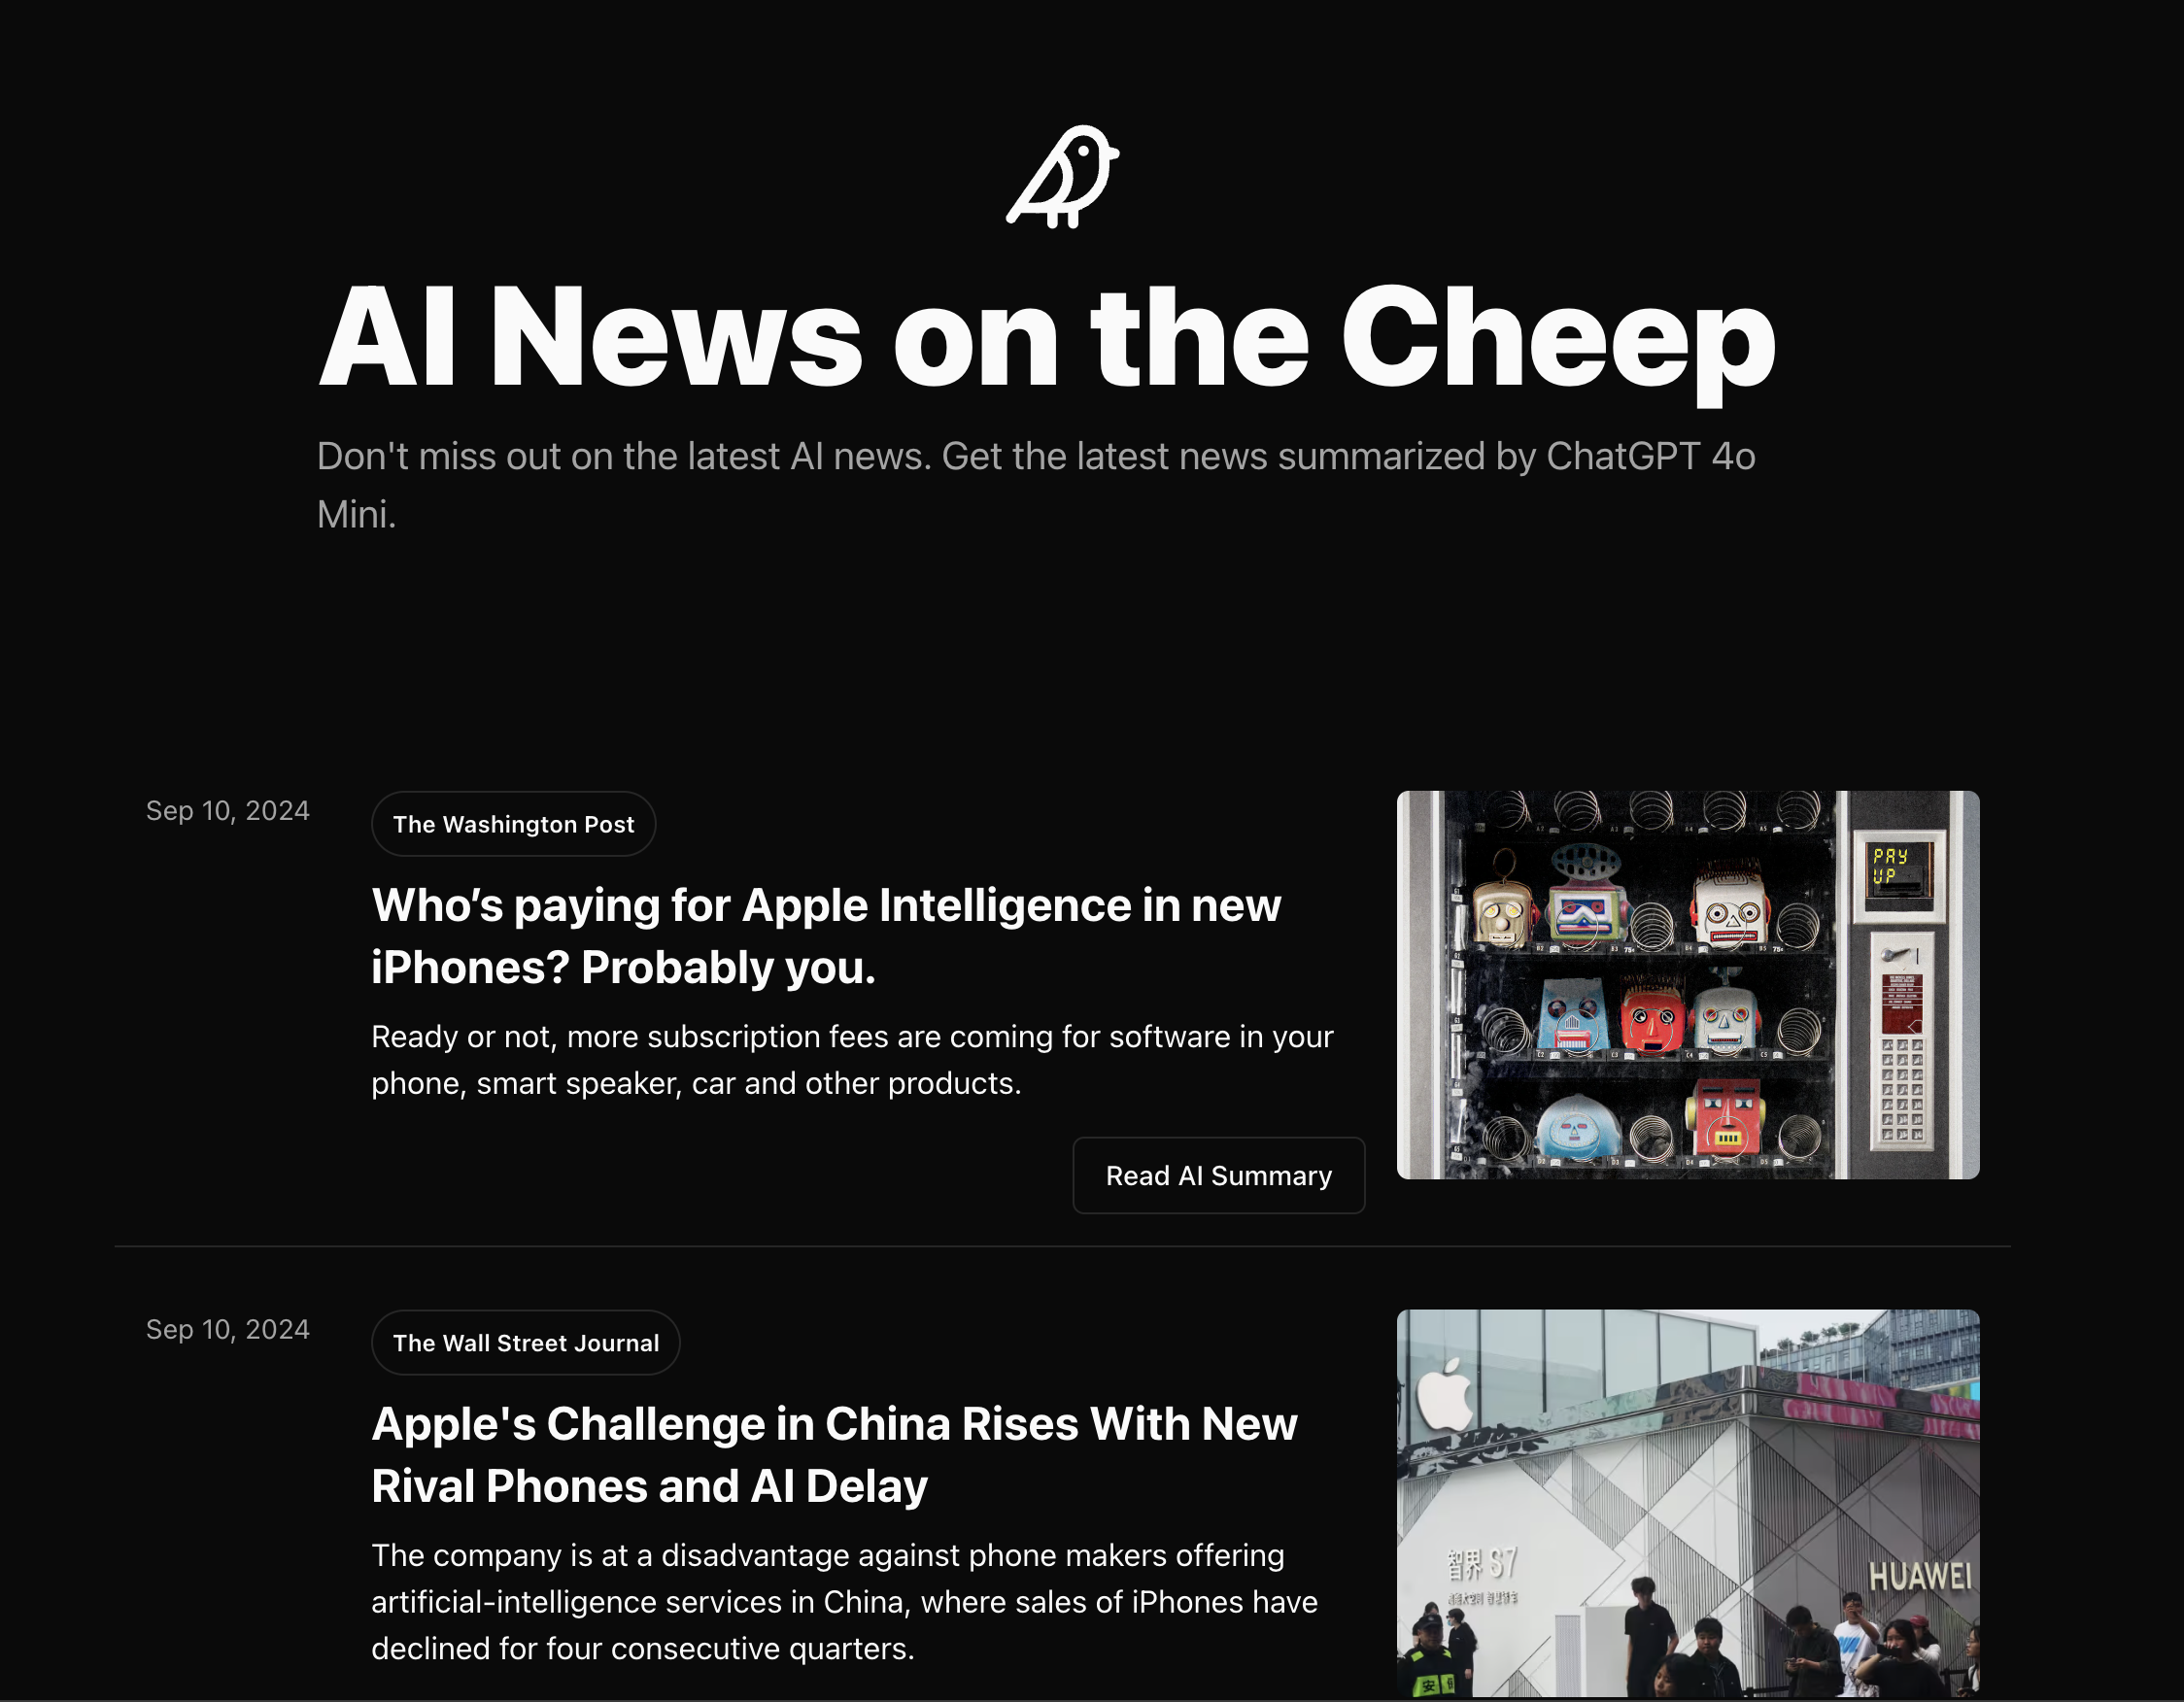 AI News on the Cheep
Don't miss out on the latest AI news. Get the latest news summarized by ChatGPT 4o
Mini.
Sep 10, 2024
The Washington Post
Who’s paying for Apple Intelligence in new
iPhones? Probably you.
Ready or not, more subscription fees are coming for software in your
phone, smart speaker, car and other products.
Read AI Summary
PAY
UP
Sep 10, 2024
The Wall Street Journal
Apple's Challenge in China Rises With New
Rival Phones and AI Delay
The company is at a disadvantage against phone makers offering
artificial-intelligence services in China, where sales of iPhones have
declined for four consecutive quarters.
智界 S7
HUAWEI
安